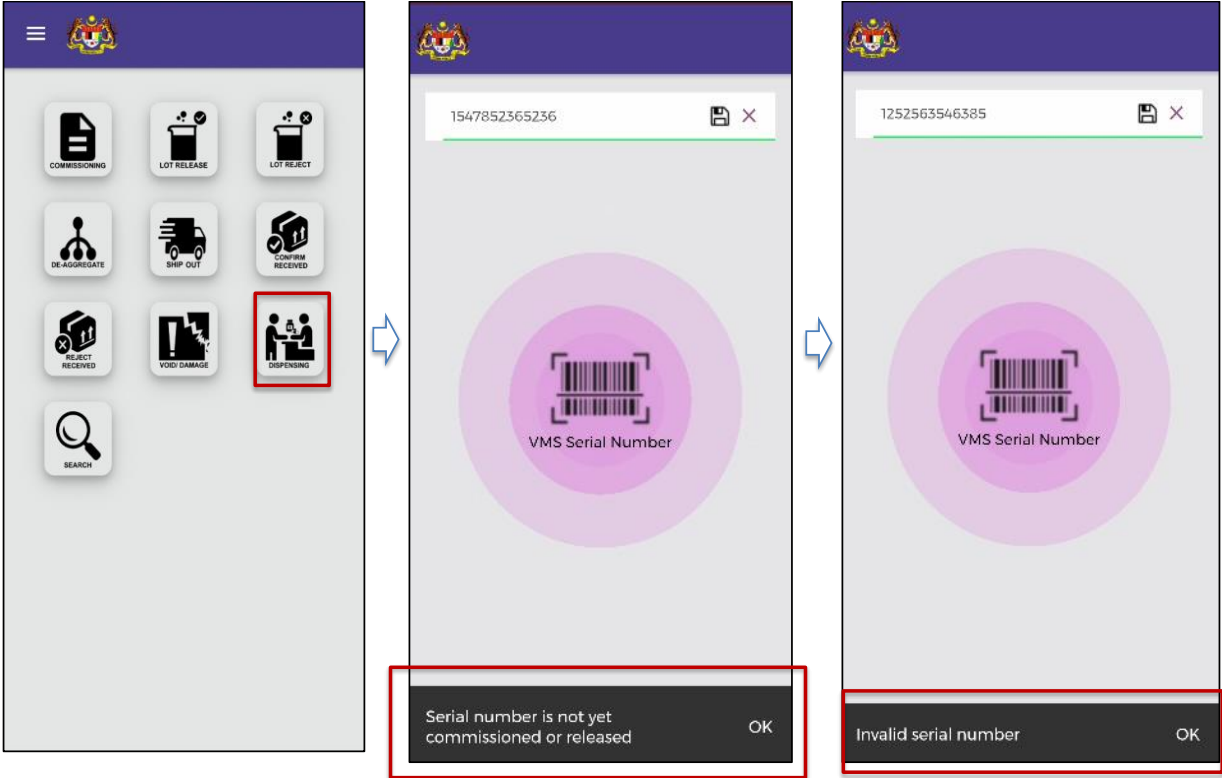 COMMISSIONING
LOT RELEASE
LOT REJECT
DE-AGGREGATE
SHIP OUT
CONFIRM
RECEIVED
REJECT
RECEIVED
VOID/ DAMAGE
DISPENSING
SEARCH
1547852365236
VMS Serial Number
Serial number is not yet
commissioned or released
OK
1252563546385
VMS Serial Number
Invalid serial number
OK